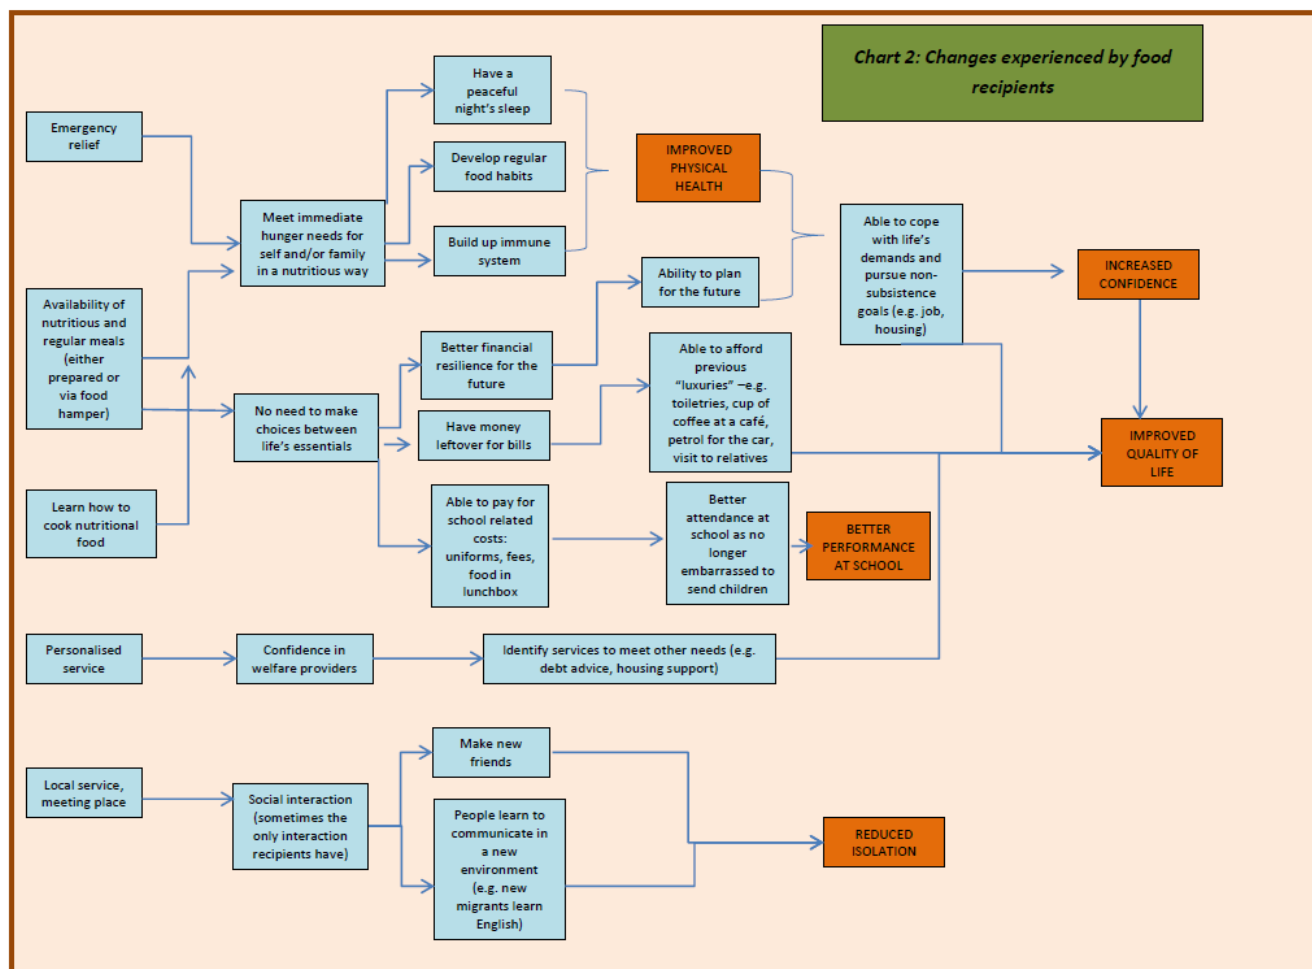 Chart 2: Changes experienced by food
recipients
Emergency
relief
Availability of
nutritious and
regular meals
(either
prepared or
via food
hamper)
Learn how to
cook nutritional
food
Meet immediate
hunger needs for
self and/or family
in a nutritious way
No need to make
choices between
life's essentials
Have a
peaceful
night's sleep
Develop regular
food habits
Build up immune
system
Better financial
resilience for the
future
Have money
leftover for bills
Able to pay for
school related
costs:
uniforms, fees,
food in
lunchbox
IMPROVED
PHYSICAL
HEALTH
Ability to plan
for the future
Able to afford
previous
“luxuries” –e.g.
toiletries, cup of
coffee at a café,
petrol for the car,
visit to relatives
Better
attendance at
school as no
longer
embarrassed to
send children
BETTER
PERFORMANCE
AT SCHOOL
Able to cope
with life's
demands and
pursue non-
subsistence
goals (e.g. job,
housing)
INCREASED
CONFIDENCE
IMPROVED
QUALITY OF
LIFE
Personalised
service
Confidence in
welfare providers
Identify services to meet other needs (e.g.
debt advice, housing support)
Local service,
meeting place
Social interaction
(sometimes the
only interaction
recipients have)
Make new
friends
People learn to
communicate in
a new
environment
(e.g. new
migrants learn
English)
REDUCED
ISOLATION